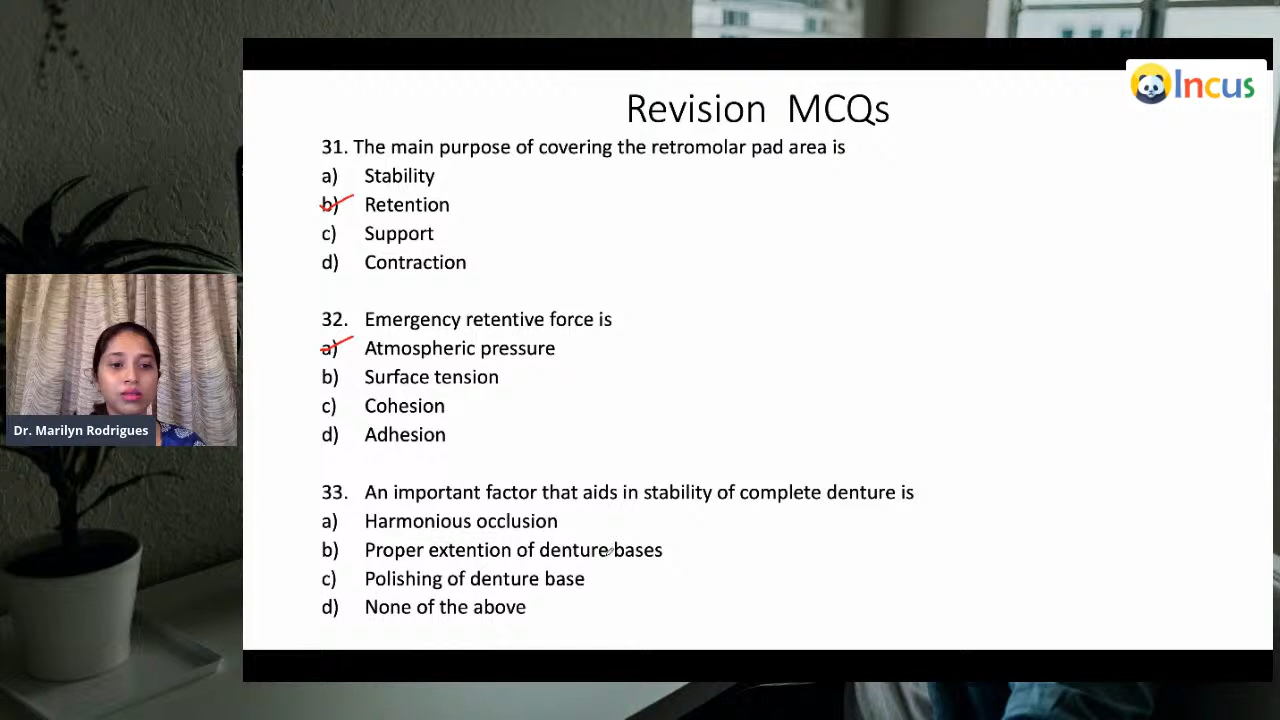 Incus
Revision MCQs
31. The main purpose of covering the retromolar pad area is
a) Stability
b) Retention
c) Support
d) Contraction
32. Emergency retentive force is
a) Atmospheric pressure
b) Surface tension
c) Cohesion
d) Adhesion
33. An important factor that aids in stability of complete denture is
a) Harmonious occlusion
b) Proper extention of denture bases
c) Polishing of denture base
d) None of the above
Dr. Marilyn Rodrigues